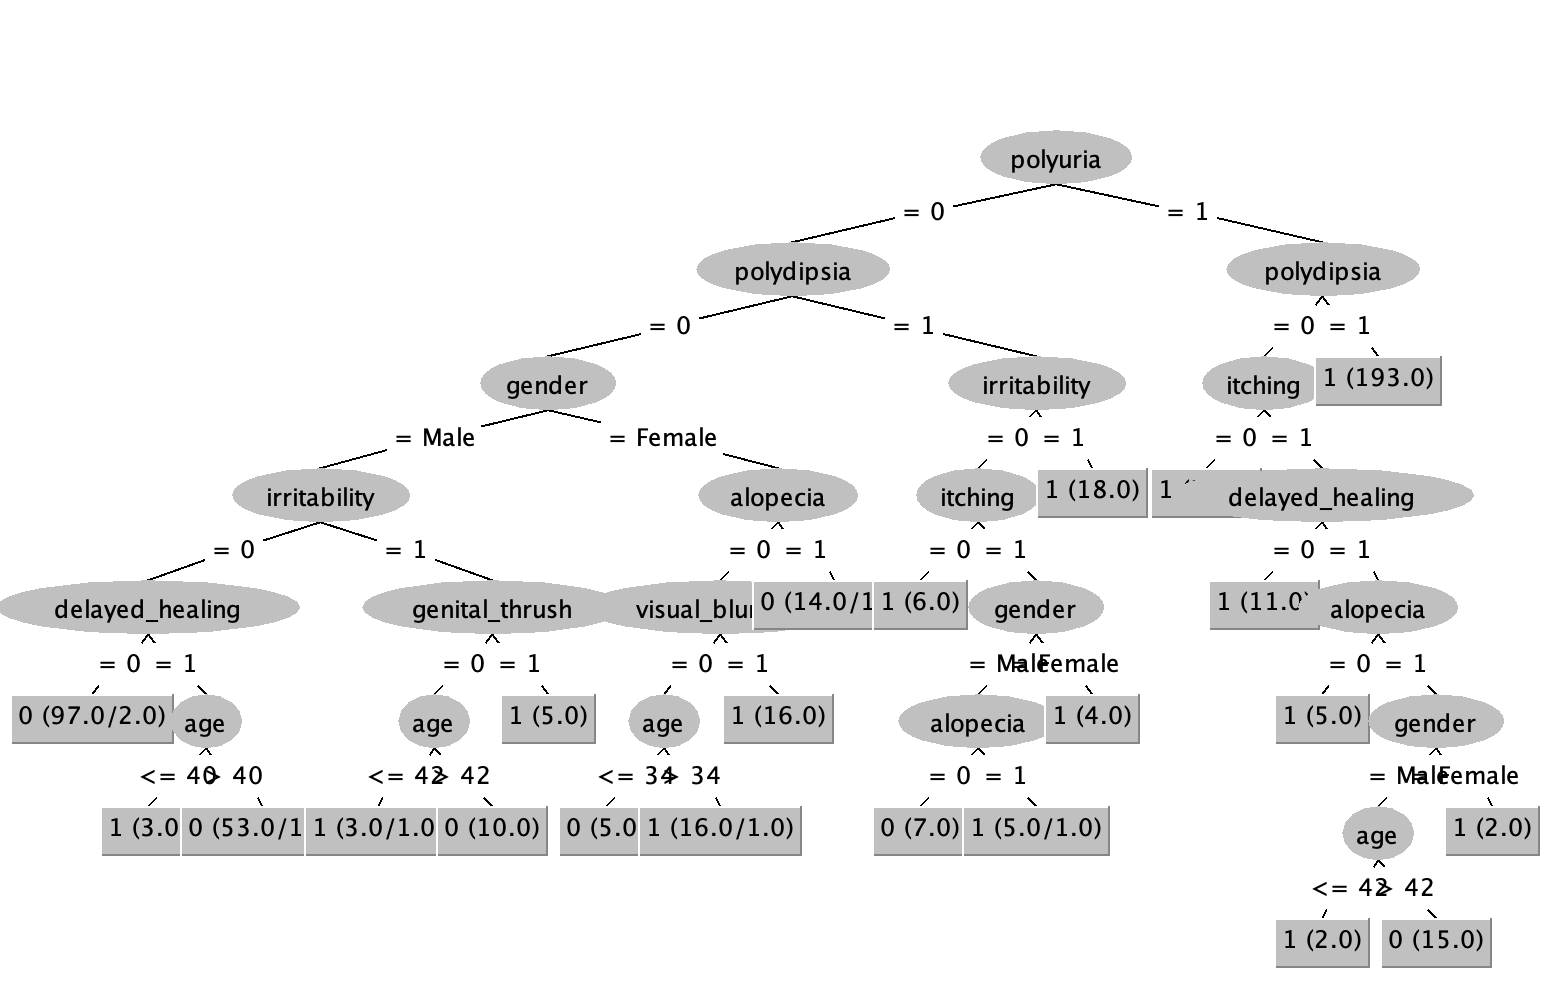 polyuria
= 0 = 1
polydipsia polydipsia
= 0 = 1 = 0 = 1
gender irritability itching 1 (193.0)
= Male = Female = 0 = 1 = 0 = 1
irritability alopecia itching 1 (18.0) 1 delayed_healing
= 0 = 1 = 0 = 1 = 0 = 1 = 0 = 1
delayed_healing genital_thrush visual_blur 0 (14.0/1 1 (6.0) gender 1 (11.0) alopecia
= 0 = 1 = 0 = 1 = 0 = 1 = Male = Female = 0 = 1
0 (97.0/2.0) age age 1 (5.0) age 1 (16.0) alopecia 1 (4.0) 1 (5.0) gender
<= 40 > 40 <= 42 > 42 <= 34 > 34 = 0 = 1 = Male = Female
1 (3.0 0 (53.0/1 1 (3.0/1.0 0 (10.0) 0 (5.0 1 (16.0/1.0) 0 (7.0) 1 (5.0/1.0) age 1 (2.0)
<= 42 > 42
1 (2.0) 0 (15.0)